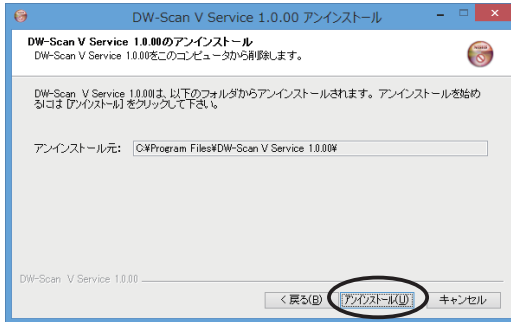 DW-Scan V Service 1.0.00 アンインストール
DW-Scan V Service 1.0.00のアンインストール
DW-Scan V Service 1.0.00をこのコンピュータから削除します。
DW-Scan V Service 1.0.00は、以下のフォルダからアンインストールされます。アンインストールを始め
るには [アンインストール] をクリックして下さい。
アンインストール元: C:¥Program Files¥DW-Scan V Service 1.0.00¥
DW-Scan V Service 1.0.00
< 戻る(B) アンインストール(U) キャンセル